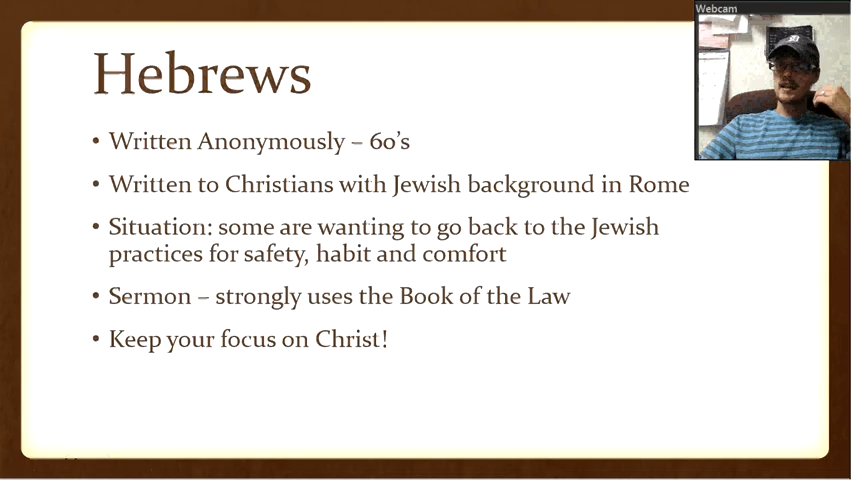 Webcam
Hebrews
• Written Anonymously – 60’s
• Written to Christians with Jewish background in Rome
• Situation: some are wanting to go back to the Jewish
practices for safety, habit and comfort
• Sermon – strongly uses the Book of the Law
• Keep your focus on Christ!